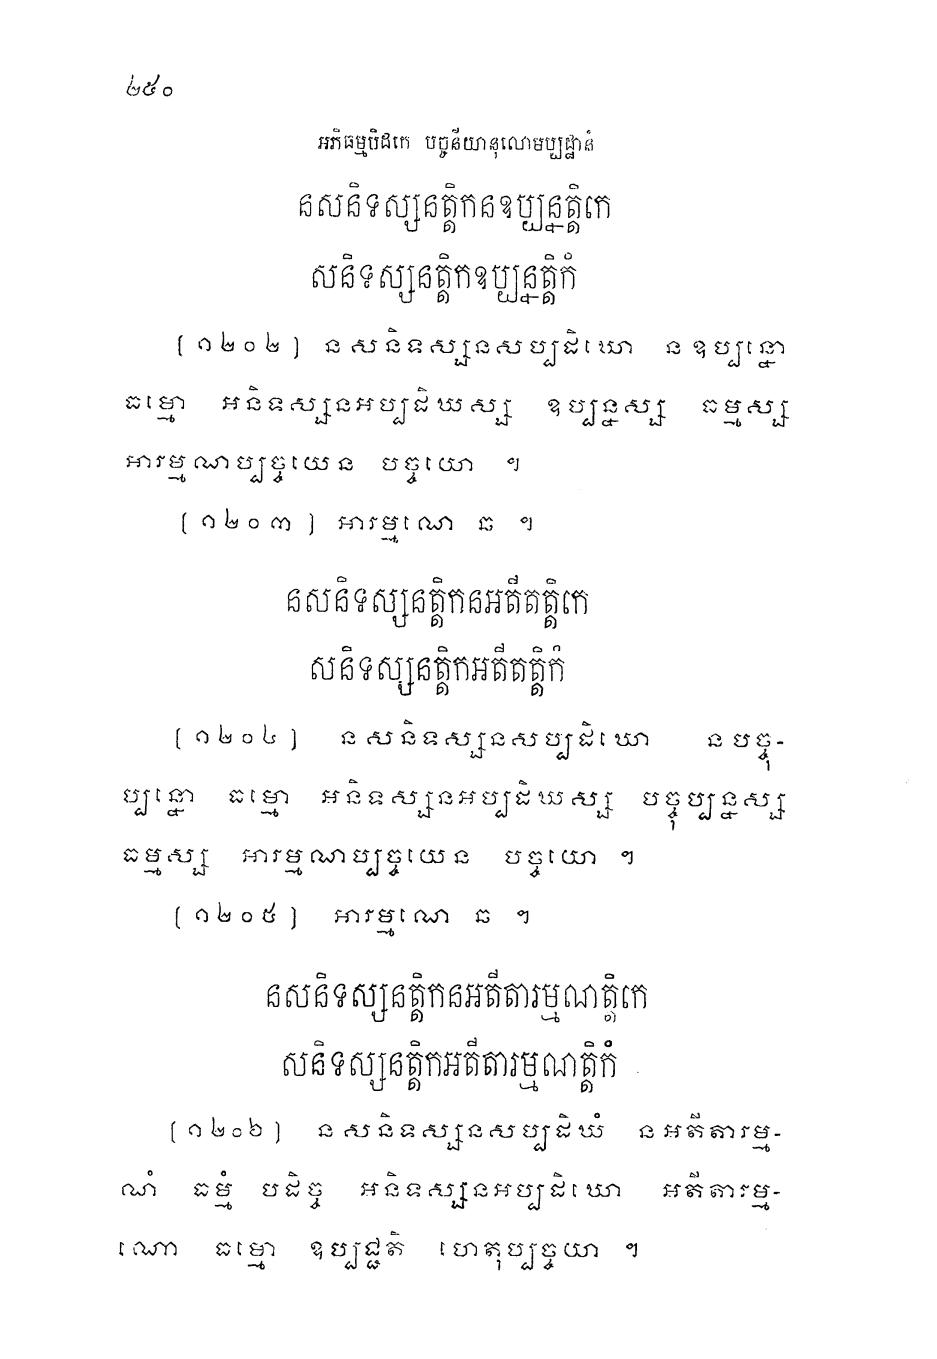 ២៥០
អភិធម្មបិដកេ បច្ចនីយានុលោមប្បដ្ឋានំ
នសនិទស្សនត្តិកនឧប្បន្នត្តិកេ
សនិទស្សនត្តិកឧប្បន្នត្តិកំ
[១២០២] នសនិទស្សនសប្បដិឃោ នឧប្បន្នោ
ធម្មោ អនិទស្សនអប្បដិឃស្ស ឧប្បន្នស្ស ធម្មស្ស
អារម្មណប្បច្ចយេន បច្ចយោ ។
[១២០៣] អារម្មណេ ឆ ។
នសនិទស្សនត្តិកនអតីតត្តិកេ
សនិទស្សនត្តិកអតីតត្តិកំ
[១២០៤] នសនិទស្សនសប្បដិឃោ នបច្ចុ-
ប្បន្នោ ធម្មោ អនិទស្សនអប្បដិឃស្ស បច្ចុប្បន្នស្ស
ធម្មស្ស អារម្មណប្បច្ចយេន បច្ចយោ ។
[១២០៥] អារម្មណេ ឆ ។
នសនិទស្សនត្តិកនអតីតារម្មណត្តិកេ
សនិទស្សនត្តិកអតីតារម្មណត្តិកំ
[១២០៦] នសនិទស្សនសប្បដិឃំ នអតីតារម្ម-
ណំ ធម្មំ បដិច្ច អនិទស្សនអប្បដិឃោ អតីតារម្ម-
ណោ ធម្មោ ឧប្បជ្ជតិ ហេតុប្បច្ចយា ។